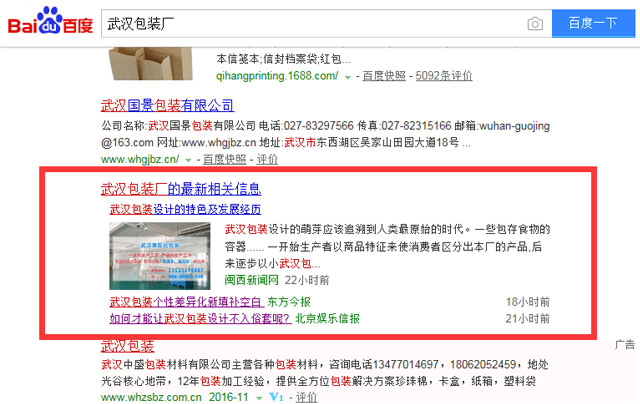 Bai du 百度
武汉包装厂
百度一下
本信笺本;信封档案袋;红包...
qihangprinting.1688.com/ - 百度快照 - 5092条评价
武汉国景包装有限公司
公司名称:武汉国景包装有限公司 电话:027-83297566 传真:027-82315166 邮箱:wuhan-guojing
@163.com 网址:www.whgjbz.cn 地址:武汉市东西湖区吴家山田园大道18号 ...
www.whgjbz.cn/ - 百度快照 - 评价
武汉包装厂的最新相关信息
武汉包装设计的特色及发展经历
武汉包装设计的萌芽应该追溯到人类最原始的时代。一些包存食物的
容器...... 一开始生产者以商品特征来使消费者区分出本厂的产品,后
来逐步以小武汉包...
闽西新闻网 22小时前
武汉包装个性差异化新填补空白 东方今报 18小时前
如何才能让武汉包装设计不入俗套呢? 北京娱乐信报 21小时前
武汉包装 广告
武汉中盛包装材料有限公司主营各种包装材料，咨询电话13477014697，18062052459，地处
光谷核心地带，12年包装加工经验，提供全方位包装解决方案珍珠棉，卡盒，纸箱，塑料袋
www.whzsbz.com.cn 2016-11 V1 - 评价